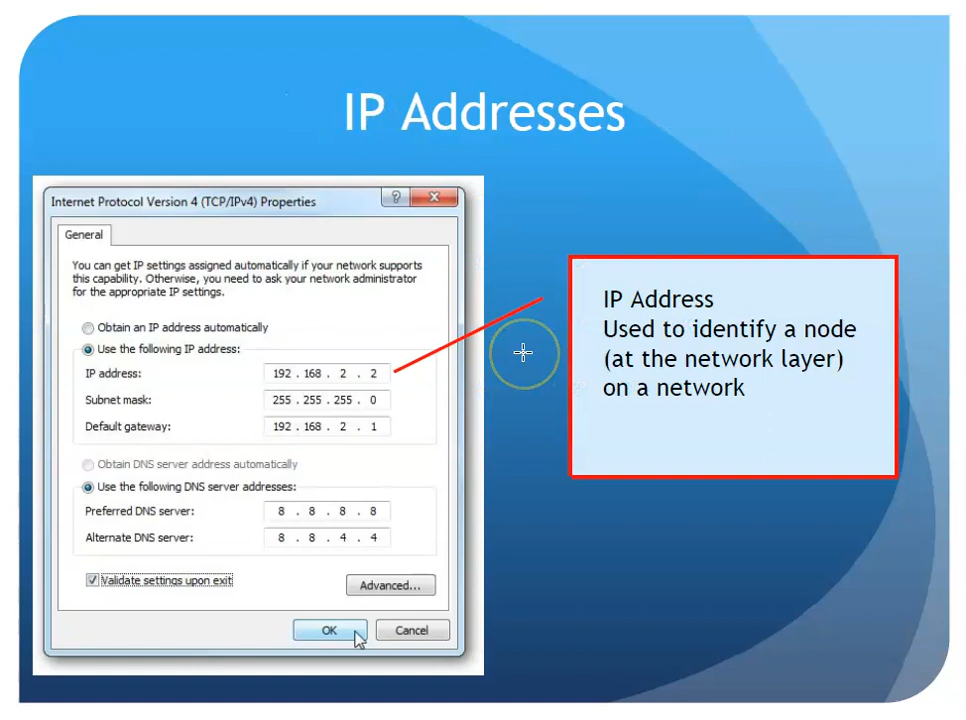 IP Addresses
Internet Protocol Version 4 (TCP/IPv4) Properties
?
General
You can get IP settings assigned automatically if your network supports
this capability. Otherwise, you need to ask your network administrator
for the appropriate IP settings.
Obtain an IP address automatically
Use the following IP address:
IP address: 192 . 168 . 2 . 2
Subnet mask: 255 . 255 . 255 . 0
Default gateway: 192 . 168 . 2 . 1
Obtain DNS server address automatically
Use the following DNS server addresses:
Preferred DNS server: 8 . 8 . 8 . 8
Alternate DNS server: 8 . 8 . 4 . 4
Validate settings upon exit
Advanced...
OK Cancel
IP Address
Used to identify a node
(at the network layer)
on a network